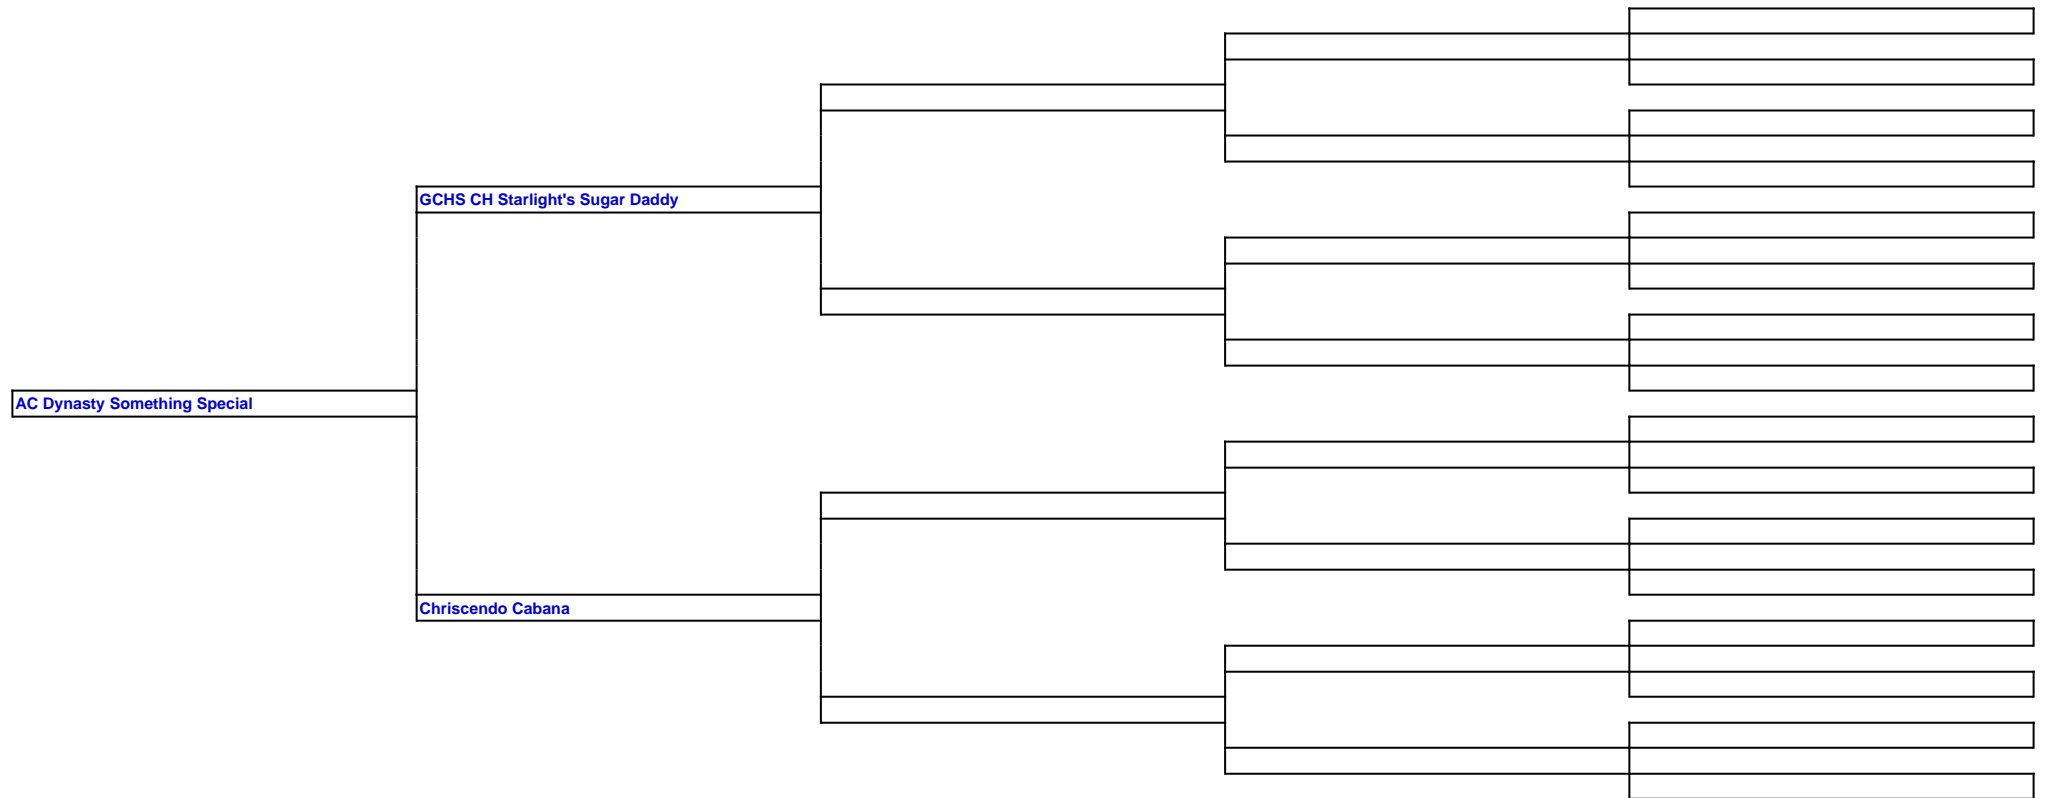 GCHS CH Starlight's Sugar Daddy
AC Dynasty Something Special
Chriscendo Cabana